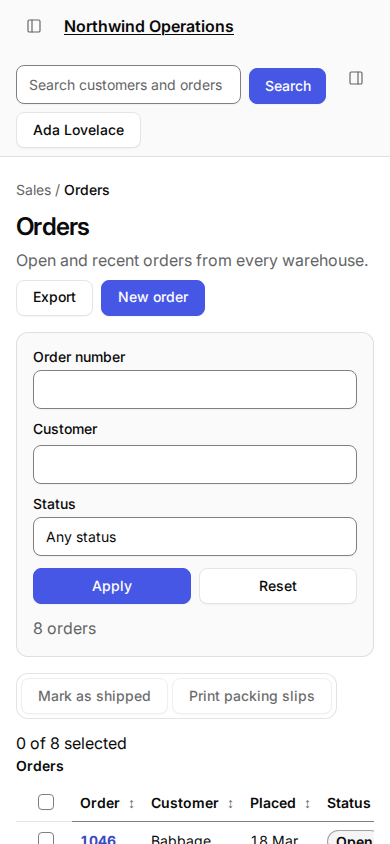 Northwind Operations
Search customers and orders Search
Ada Lovelace
Sales / Orders
Orders
Open and recent orders from every warehouse.
Export New order
Order number
Customer
Status
Any status
Apply Reset
8 orders
Mark as shipped Print packing slips
0 of 8 selected
Orders
Order ↕ Customer ↕ Placed ↕ Status
1046 Babbage 18 Mar Open